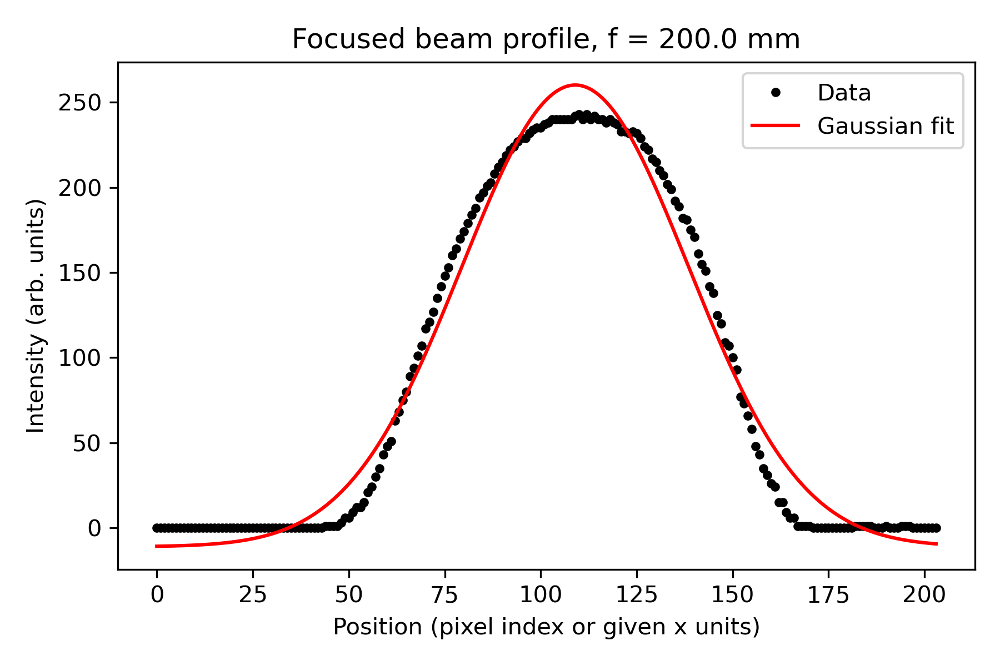 Focused beam profile, f = 200.0 mm
Data
Gaussian fit
250
200
150
100
50
0
Intensity (arb. units)
0 25 50 75 100 125 150 175 200
Position (pixel index or given x units)